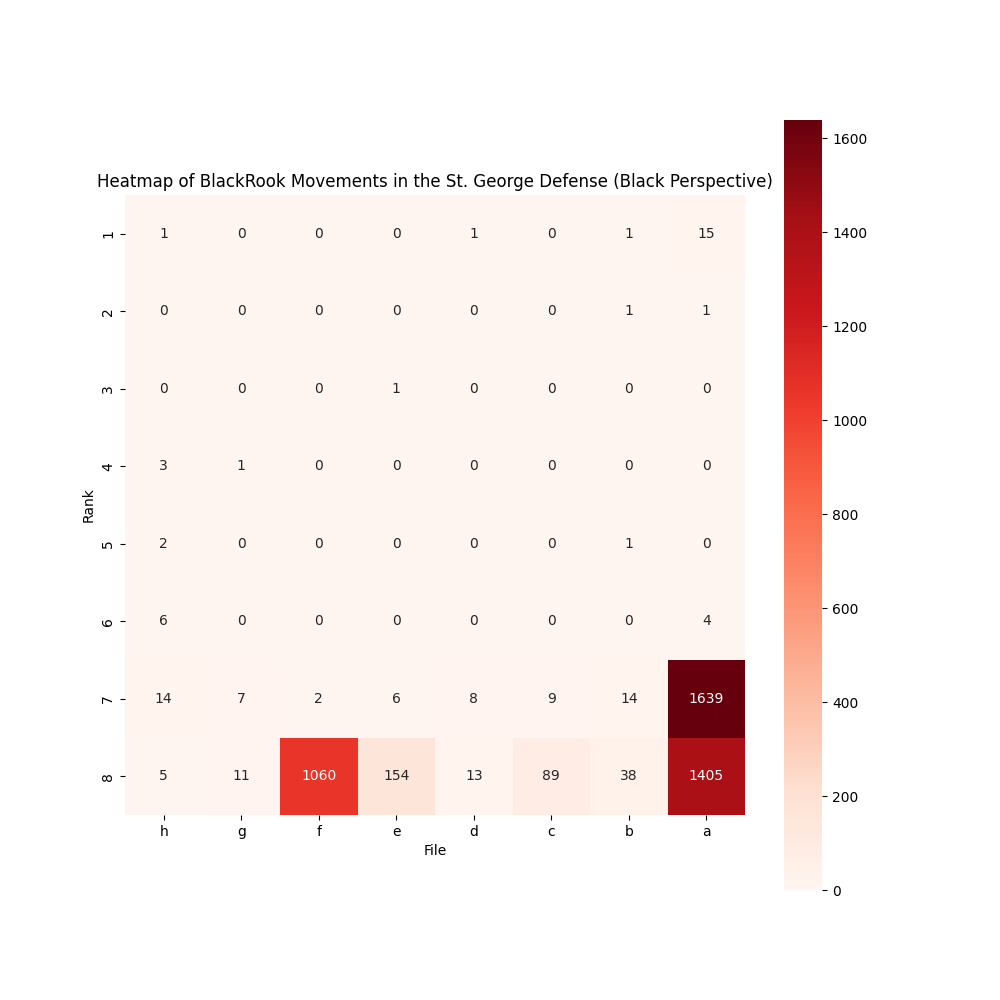 Heatmap of BlackRook Movements in the St. George Defense (Black Perspective)
1 1 0 0 0 1 0 1 15
2 0 0 0 0 0 0 1 1
3 0 0 0 1 0 0 0 0
4 3 1 0 0 0 0 0 0
5 2 0 0 0 0 0 1 0
6 6 0 0 0 0 0 0 4
7 14 7 2 6 8 9 14 1639
8 5 11 1060 154 13 89 38 1405
h g f e d c b a
File
Rank
1600
1400
1200
1000
800
600
400
200
0